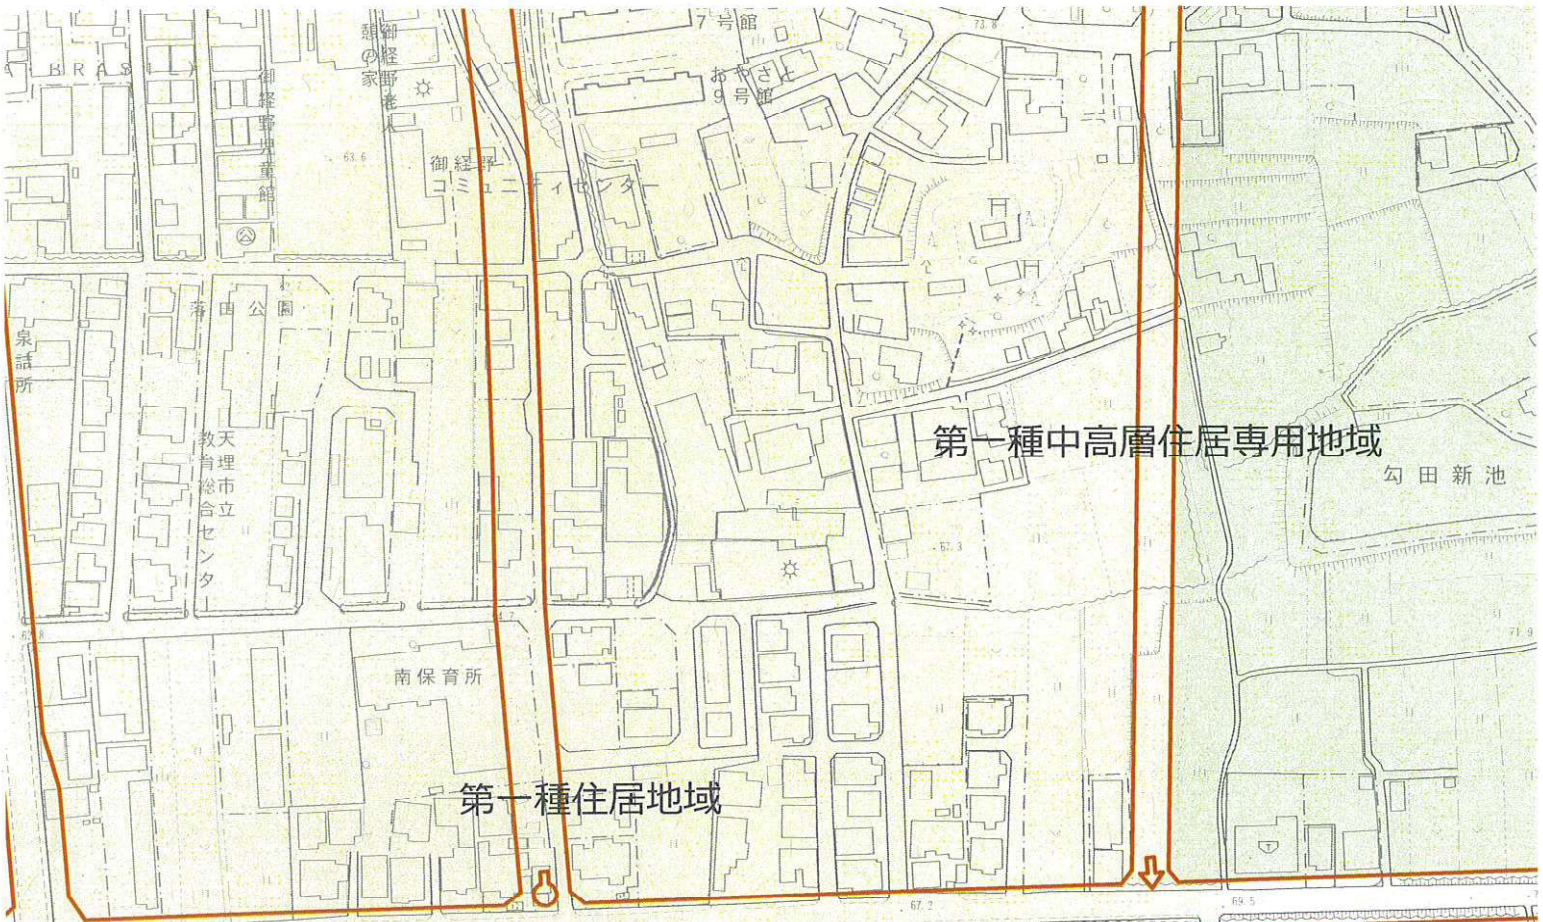 7号館
73.8
御経野老人
憩の家
おやさと
9号館
御経野児童館
63.6
御経野
コミュニティセンター
落田公園
泉詰所
第一種中高層住居専用地域
天理市立
教育総合センター
勾田新池
67.3
南保育所
71.9
第一種住居地域
67.2
69.5